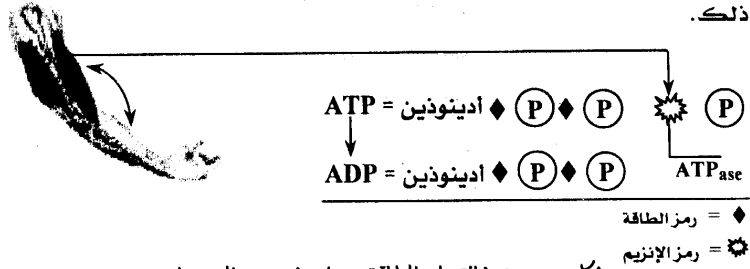 ذلك.
ATP = أدينوذين ♦ P ♦ P P
ADP = أدينوذين ♦ P ♦ P ATPase
♦ = رمز الطاقة
= رمز الإنزيم